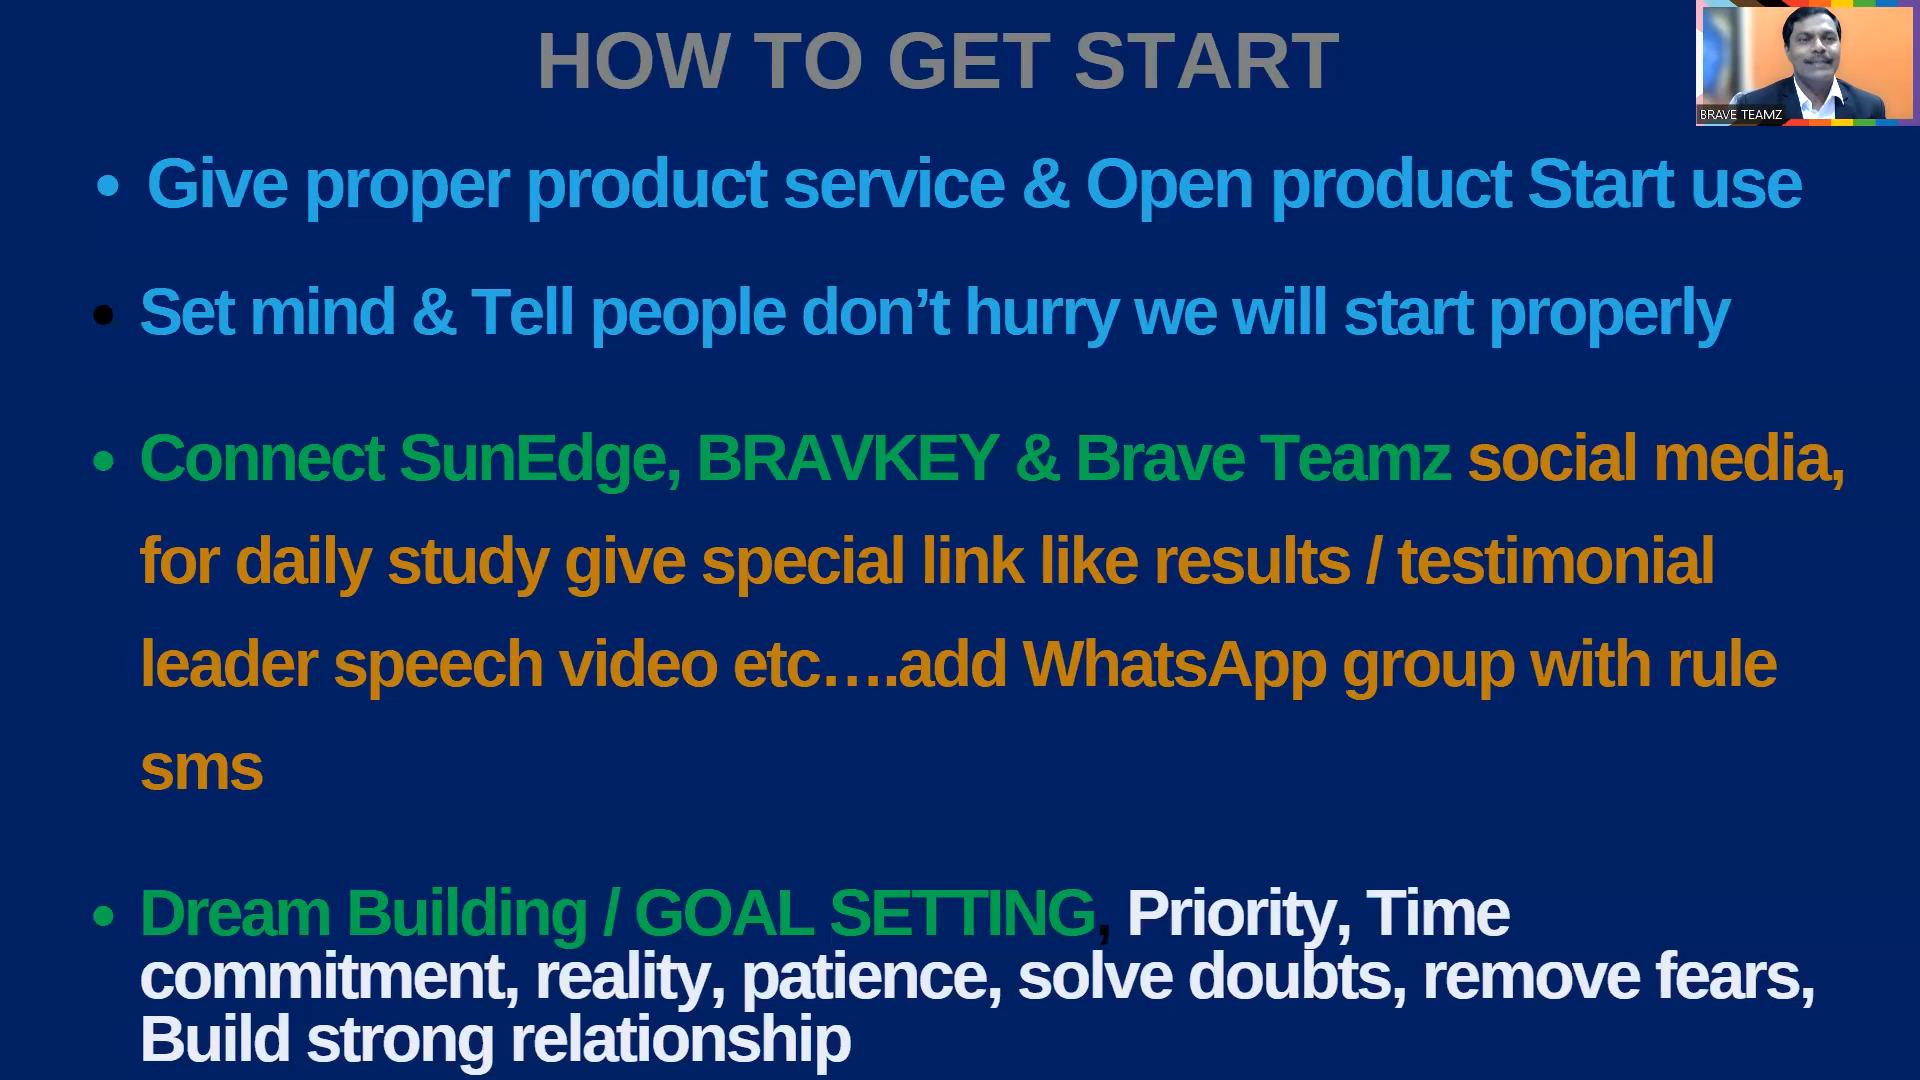 HOW TO GET START
BRAVE TEAMZ
• Give proper product service & Open product Start use
• Set mind & Tell people don’t hurry we will start properly
• Connect SunEdge, BRAVKEY & Brave Teamz social media,
for daily study give special link like results / testimonial
leader speech video etc….add WhatsApp group with rule
sms
• Dream Building / GOAL SETTING, Priority, Time
commitment, reality, patience, solve doubts, remove fears,
Build strong relationship